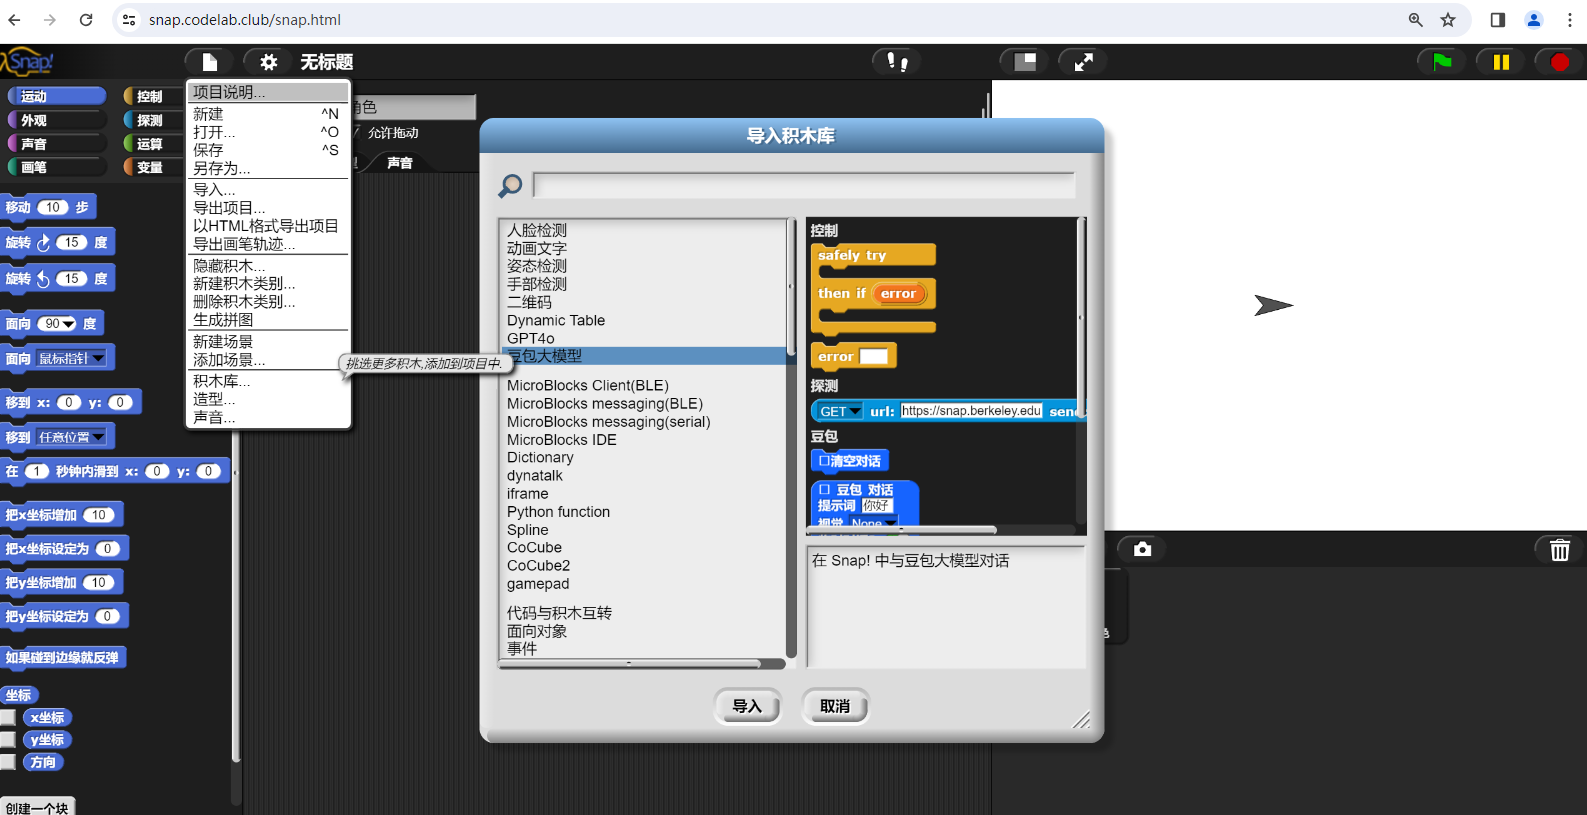 snap.codelab.club/snap.html
Snap!
无标题
运动
控制
外观
探测
声音
运算
画笔
变量
移动 10 步
旋转 15 度
旋转 15 度
面向 90 度
面向 鼠标指针
移到 x: 0 y: 0
移到 任意位置
在 1 秒钟内滑到 x: 0 y: 0
把x坐标增加 10
把x坐标设定为 0
把y坐标增加 10
把y坐标设定为 0
如果碰到边缘就反弹
坐标
x坐标
y坐标
方向
创建一个块
项目说明...
新建 ^N
打开... ^O
保存 ^S
另存为...
导入...
导出项目...
以HTML格式导出项目
导出画笔轨迹...
隐藏积木...
新建积木类别...
删除积木类别...
生成拼图
新建场景
添加场景...
积木库...
造型...
声音...
挑选更多积木,添加到项目中.
角色
允许拖动
声音
导入积木库
人脸检测
动画文字
姿态检测
手部检测
二维码
Dynamic Table
GPT4o
豆包大模型
MicroBlocks Client(BLE)
MicroBlocks messaging(BLE)
MicroBlocks messaging(serial)
MicroBlocks IDE
Dictionary
dynatalk
iframe
Python function
Spline
CoCube
CoCube2
gamepad
代码与积木互转
面向对象
事件
控制
safely try
then if error
error
探测
GET url: https://snap.berkeley.edu send
豆包
清空对话
豆包 对话
提示词 你好
视觉 None
在 Snap! 中与豆包大模型对话
导入
取消